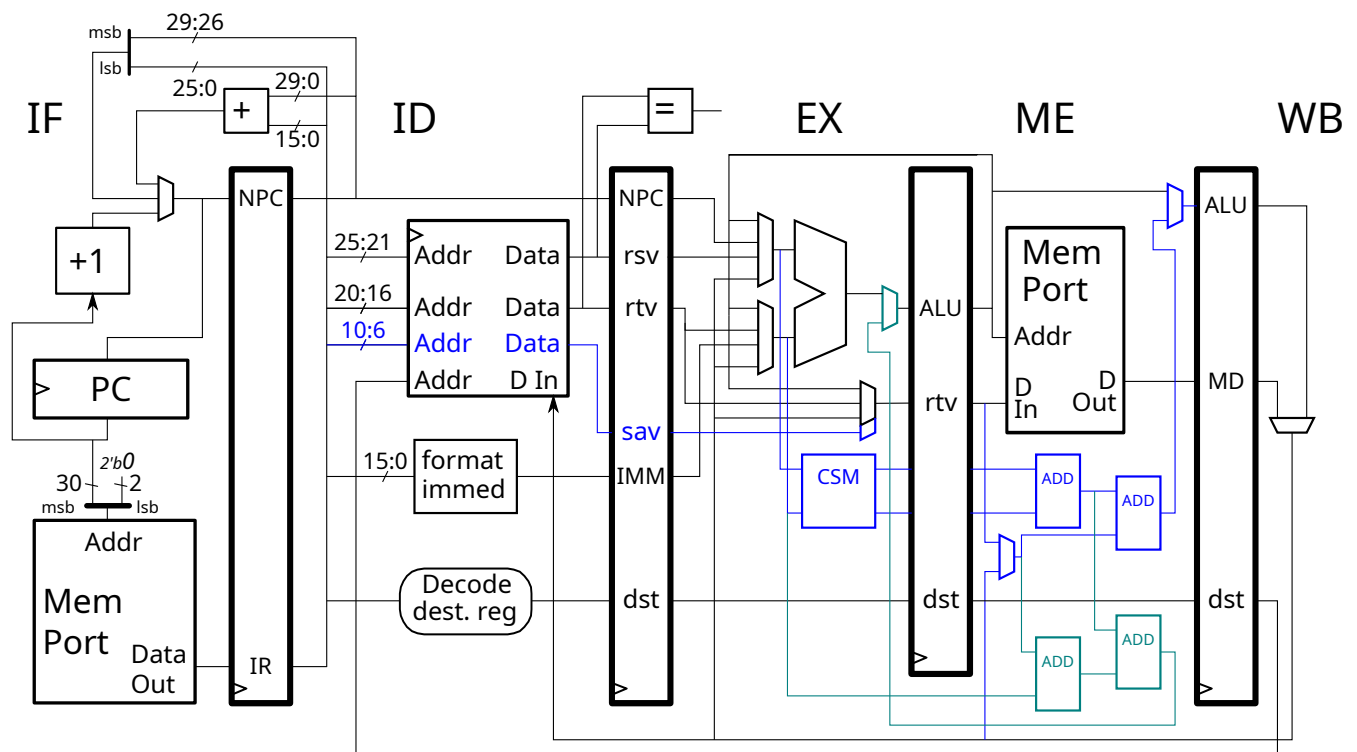 29:26
msb
lsb
25:0
29:0
+
15:0
=
IF
ID
EX
ME
WB
NPC
NPC
ALU
+1
25:21
Addr
Data
rsv
Mem
Port
20:16
Addr
Data
rtv
ALU
Addr
10:6
Addr
Data
PC
Addr
D In
rtv
D
In
D
Out
MD
sav
2'b0
30
2
msb
lsb
15:0
format
immed
IMM
CSM
ADD
ADD
Addr
Mem
Port
Data
Out
IR
Decode
dest. reg
dst
dst
dst
ADD
ADD